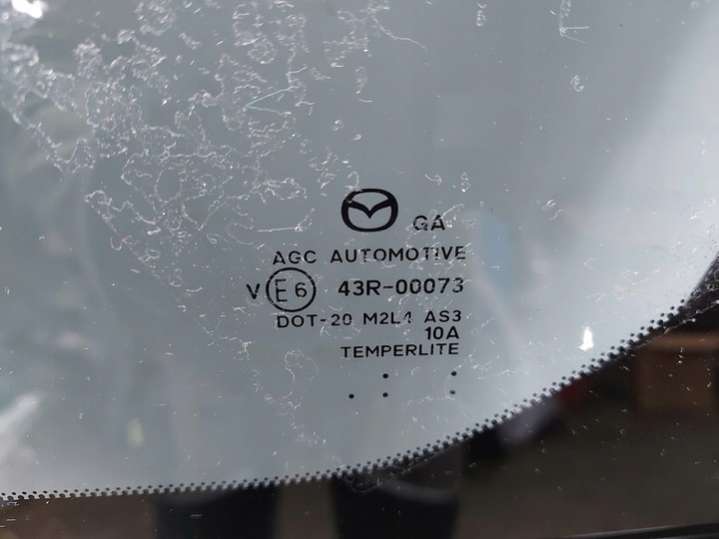 GA
AGC AUTOMOTIVE
V E6 43R-00073
DOT-20 M2L4 AS3
10A
TEMPERLITE